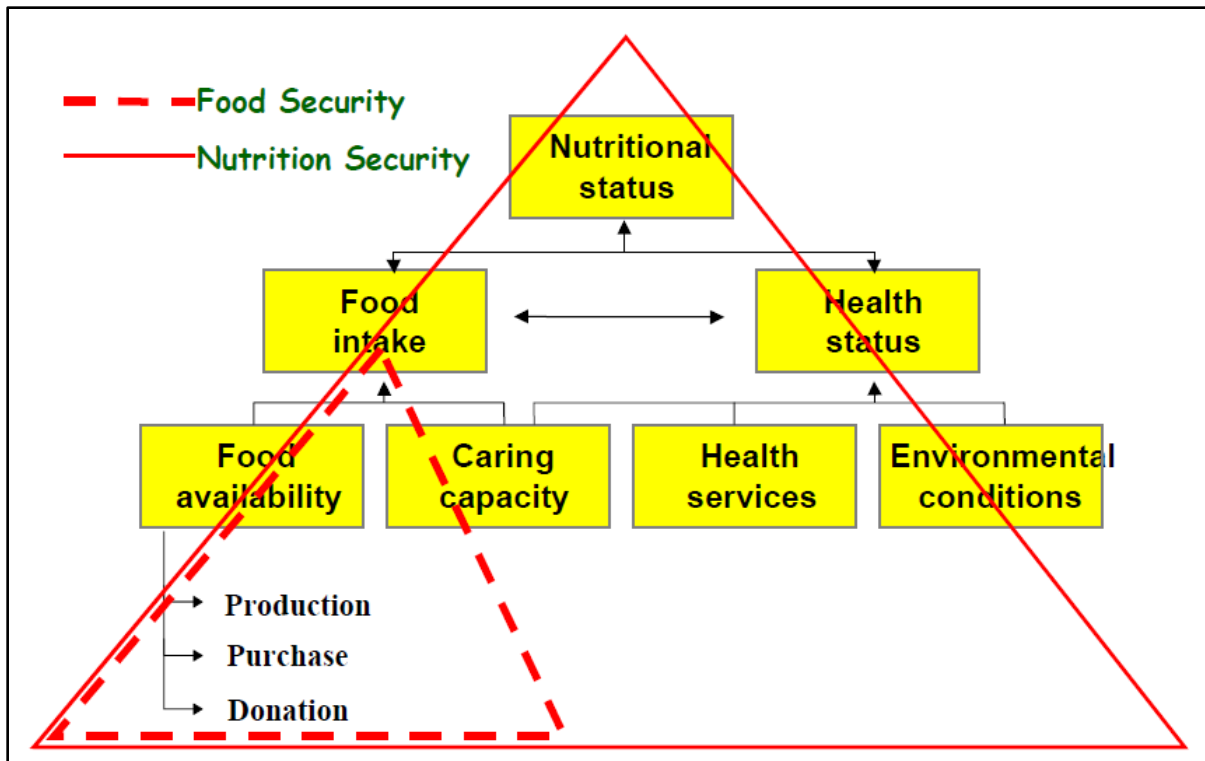 Food Security
Nutrition Security
Nutritional
status
Food
intake
Health
status
Food
availability
Caring
capacity
Health
services
Environmental
conditions
Production
Purchase
Donation